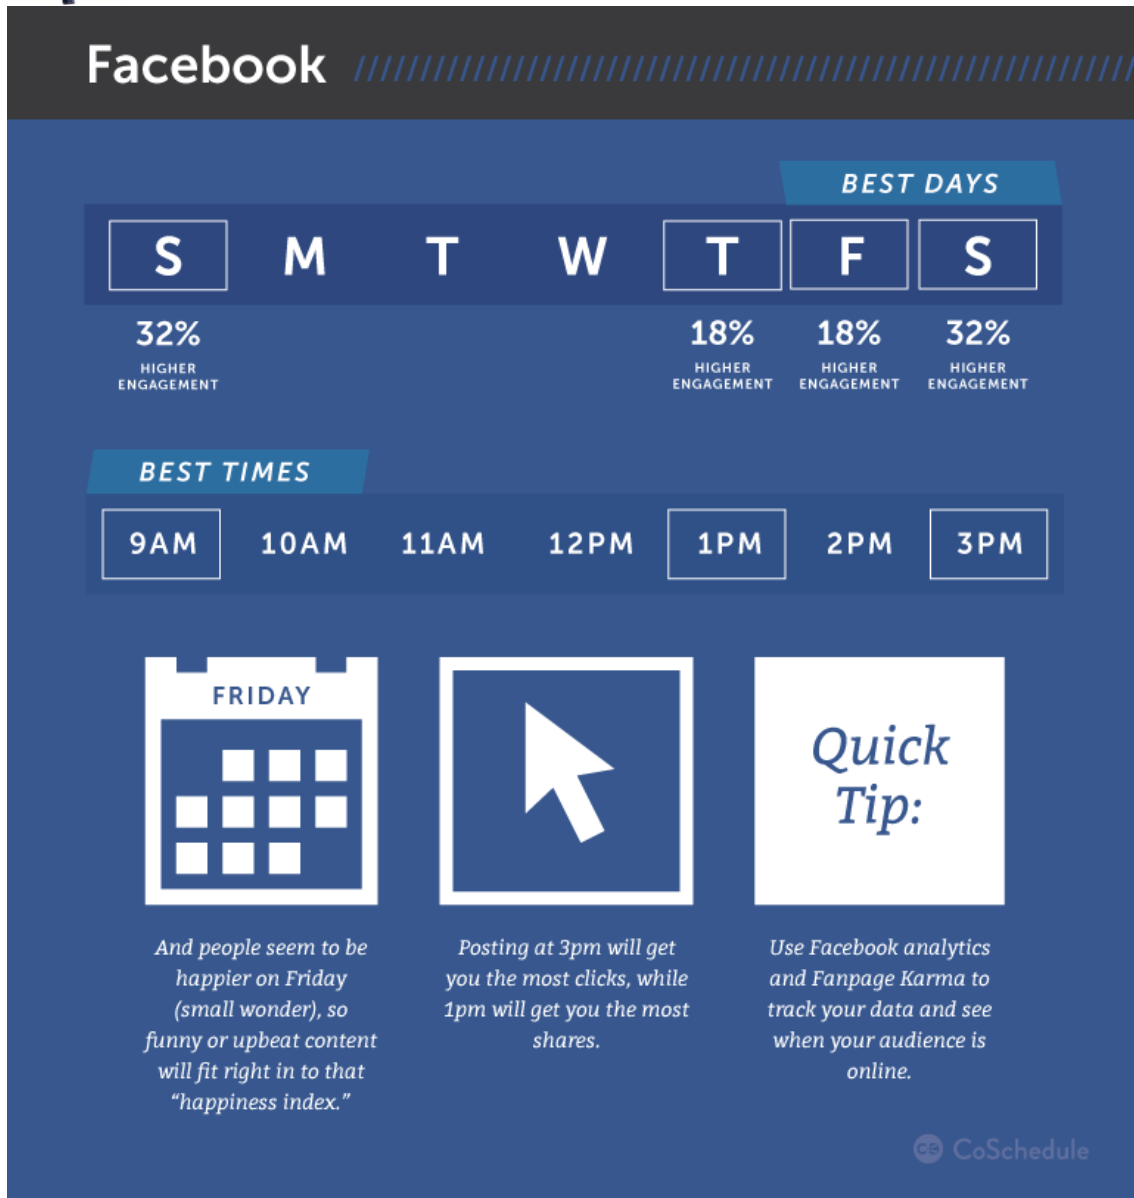 Facebook
BEST DAYS
S M T W T F S
32% 18% 18% 32%
HIGHER HIGHER HIGHER HIGHER
ENGAGEMENT ENGAGEMENT ENGAGEMENT ENGAGEMENT
BEST TIMES
9AM 10AM 11AM 12PM 1PM 2PM 3PM
FRIDAY
And people seem to be
happier on Friday
(small wonder), so
funny or upbeat content
will fit right in to that
“happiness index.”
Posting at 3pm will get
you the most clicks, while
1pm will get you the most
shares.
Quick
Tip:
Use Facebook analytics
and Fanpage Karma to
track your data and see
when your audience is
online.
CoSchedule